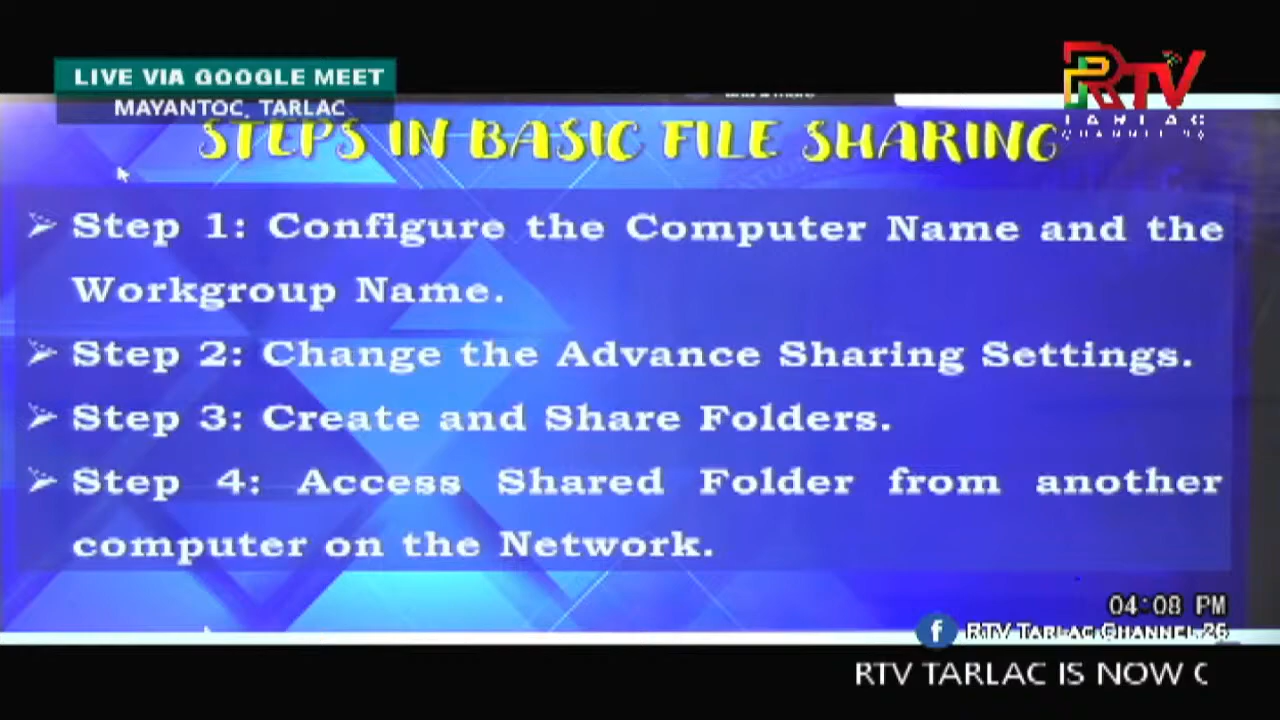 LIVE VIA GOOGLE MEET
MAYANTOC, TARLAC
RTV
TARLAC
STEPS IN BASIC FILE SHARING
➢ Step 1: Configure the Computer Name and the
Workgroup Name.
➢ Step 2: Change the Advance Sharing Settings.
➢ Step 3: Create and Share Folders.
➢ Step 4: Access Shared Folder from another
computer on the Network.
04:08 PM
f RTV TARLAC CHANNEL 26
RTV TARLAC IS NOW